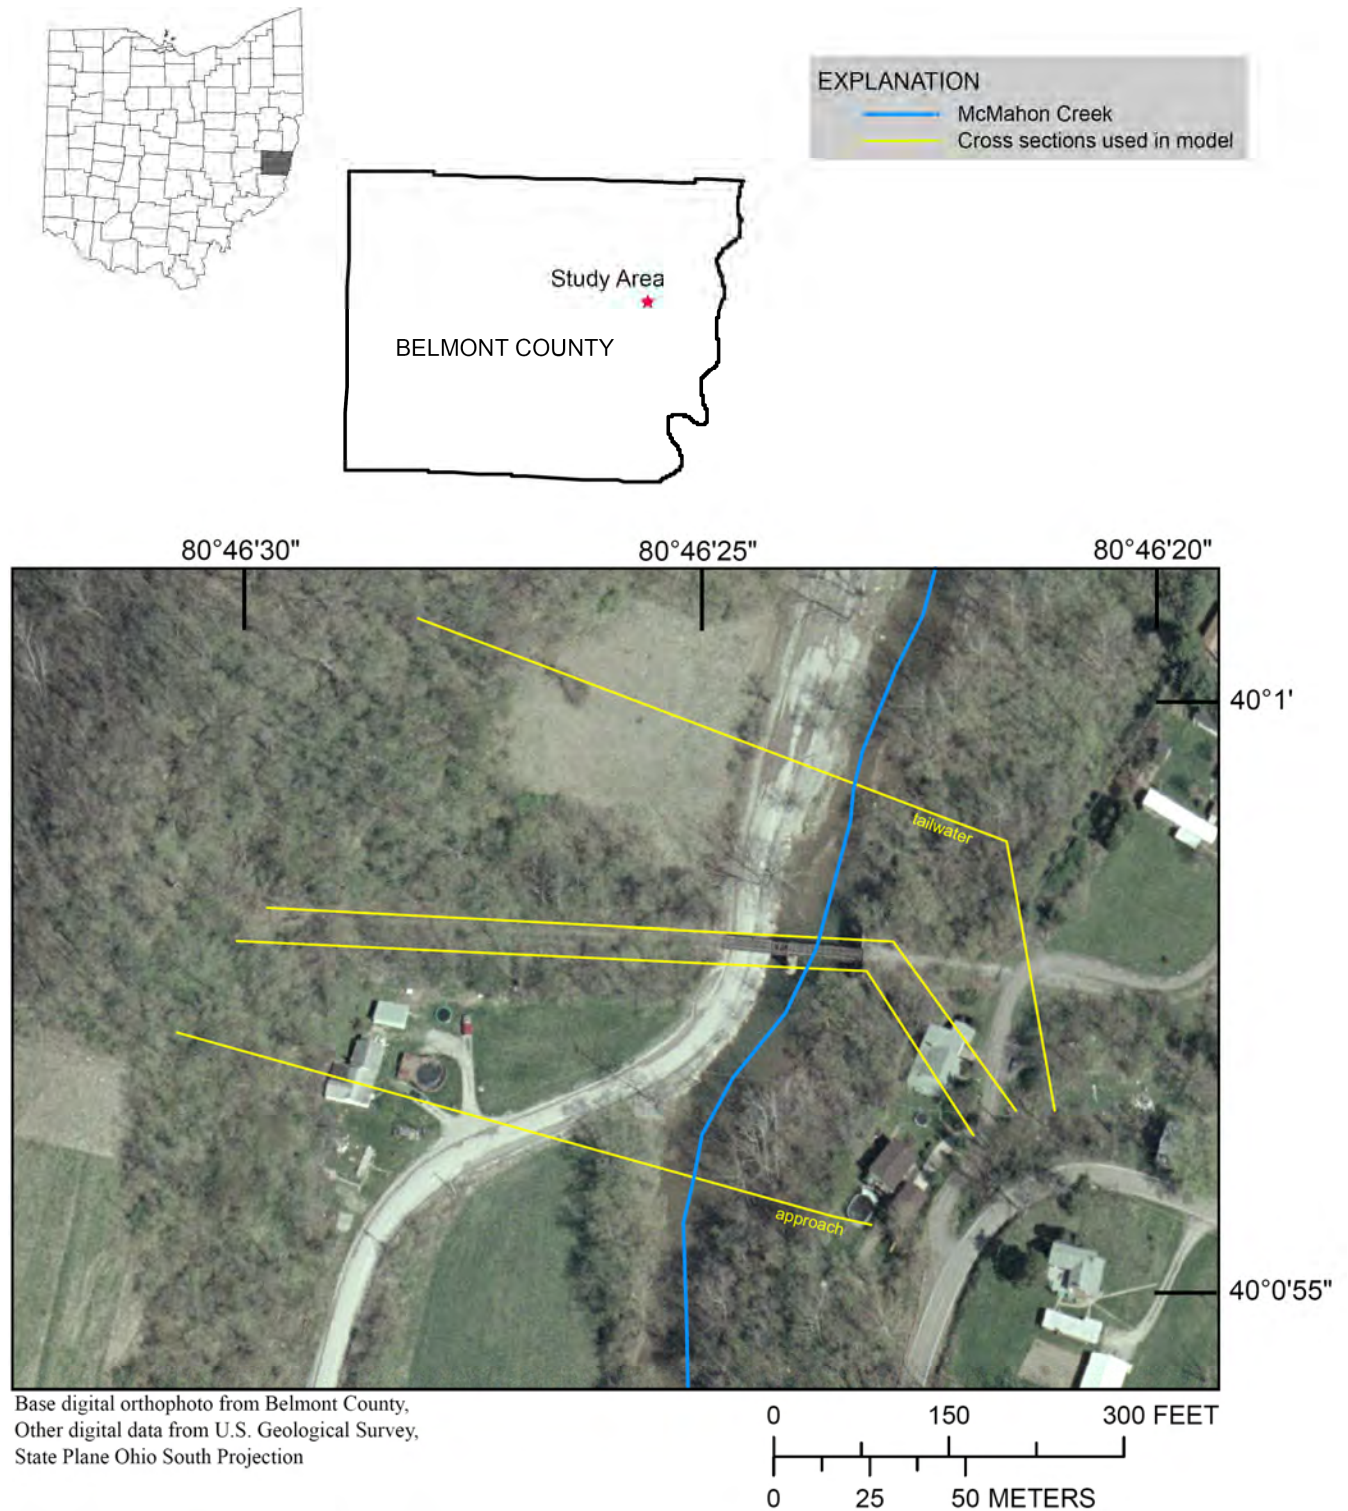 EXPLANATION
McMahon Creek
Cross sections used in model
Study Area
BELMONT COUNTY
80°46'30"
80°46'25"
80°46'20"
40°1'
tailwater
approach
40°0'55"
Base digital orthophoto from Belmont County,
Other digital data from U.S. Geological Survey,
State Plane Ohio South Projection
0 150 300 FEET
0 25 50 METERS